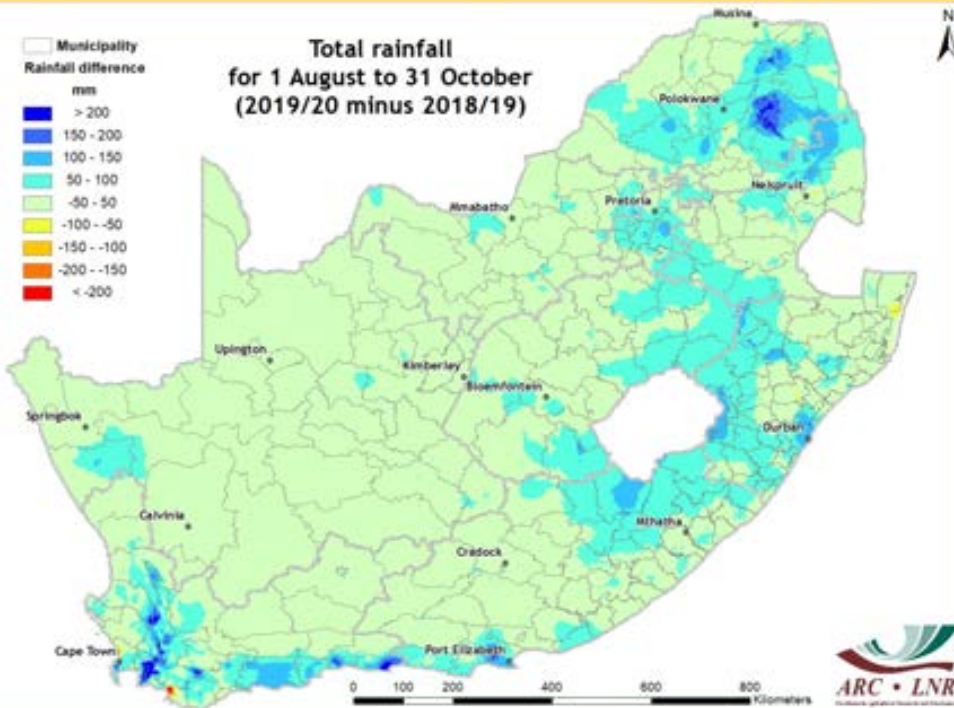 Total rainfall
for 1 August to 31 October
(2019/20 minus 2018/19)
Municipality
Rainfall difference
mm
> 200
150 - 200
100 - 150
50 - 100
-50 - 50
-100 - -50
-150 - -100
-200 - -150
< -200
N
Musina
Polokwane
Nelspruit
Pretoria
Mmabatho
Upington
Kimberley
Bloemfontein
Springbok
Durban
Calvinia
Mthatha
Cradock
Cape Town
Port Elizabeth
0 100 200 400 600 800
Kilometers
ARC • LNR